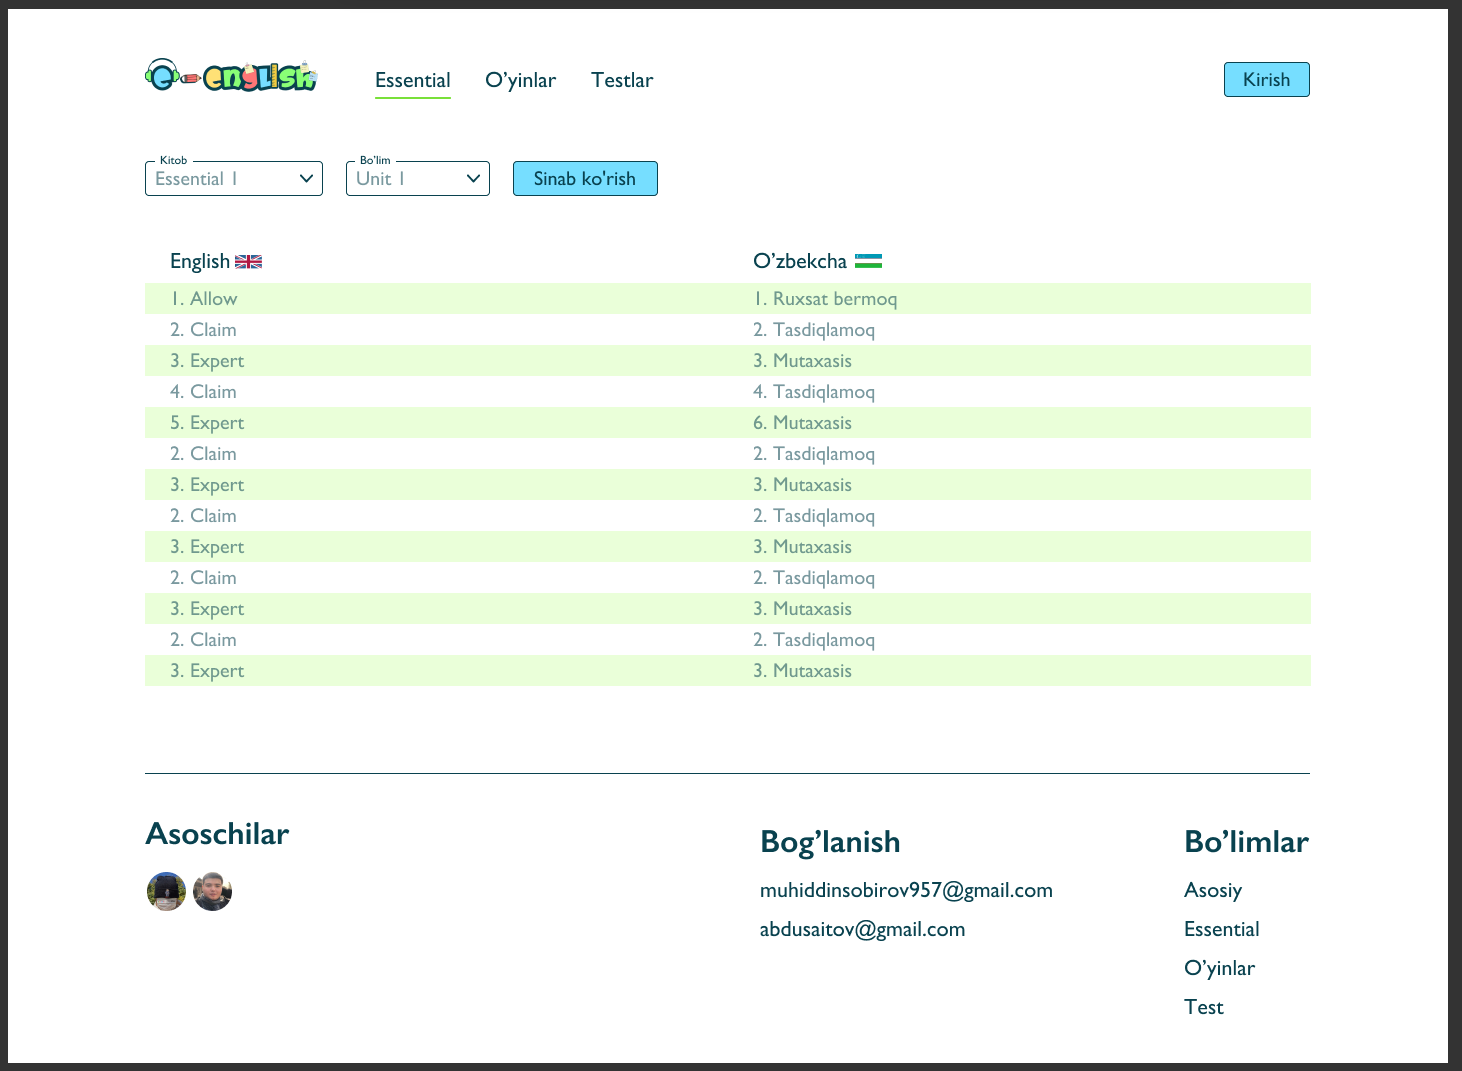 e-english Essential O’yinlar Testlar Kirish
Kitob Bo’lim
Essential 1 Unit 1 Sinab ko'rish
English O’zbekcha
1. Allow 1. Ruxsat bermoq
2. Claim 2. Tasdiqlamoq
3. Expert 3. Mutaxasis
4. Claim 4. Tasdiqlamoq
5. Expert 6. Mutaxasis
2. Claim 2. Tasdiqlamoq
3. Expert 3. Mutaxasis
2. Claim 2. Tasdiqlamoq
3. Expert 3. Mutaxasis
2. Claim 2. Tasdiqlamoq
3. Expert 3. Mutaxasis
2. Claim 2. Tasdiqlamoq
3. Expert 3. Mutaxasis
Asoschilar
Bog’lanish
muhiddinsobirov957@gmail.com
abdusaitov@gmail.com
Bo’limlar
Asosiy
Essential
O’yinlar
Test